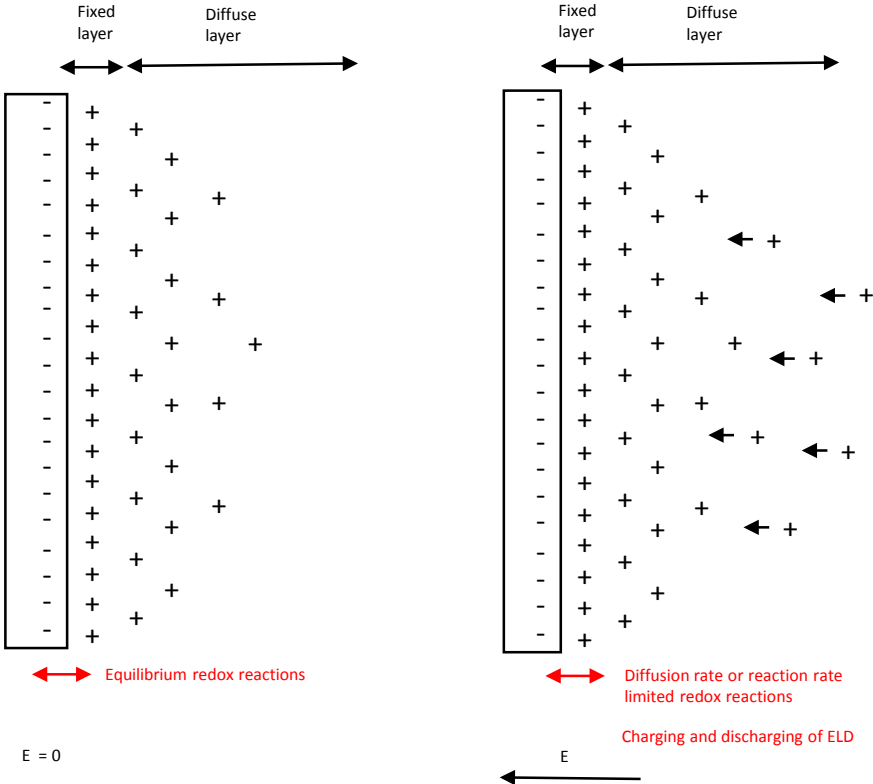 Fixed
layer
Diffuse
layer
Fixed
layer
Diffuse
layer
Equilibrium redox reactions
Diffusion rate or reaction rate
limited redox reactions
Charging and discharging of ELD
E = 0
E